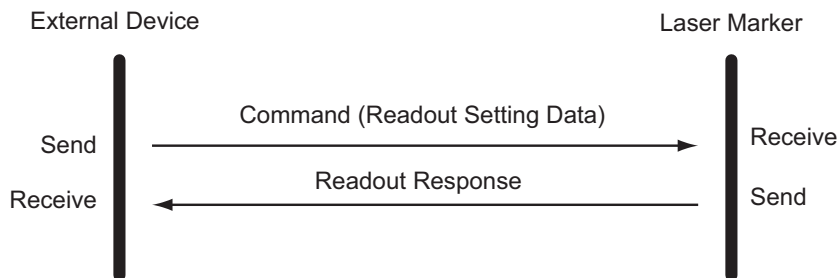 External Device
Laser Marker
Command (Readout Setting Data)
Send
Receive
Readout Response
Receive
Send